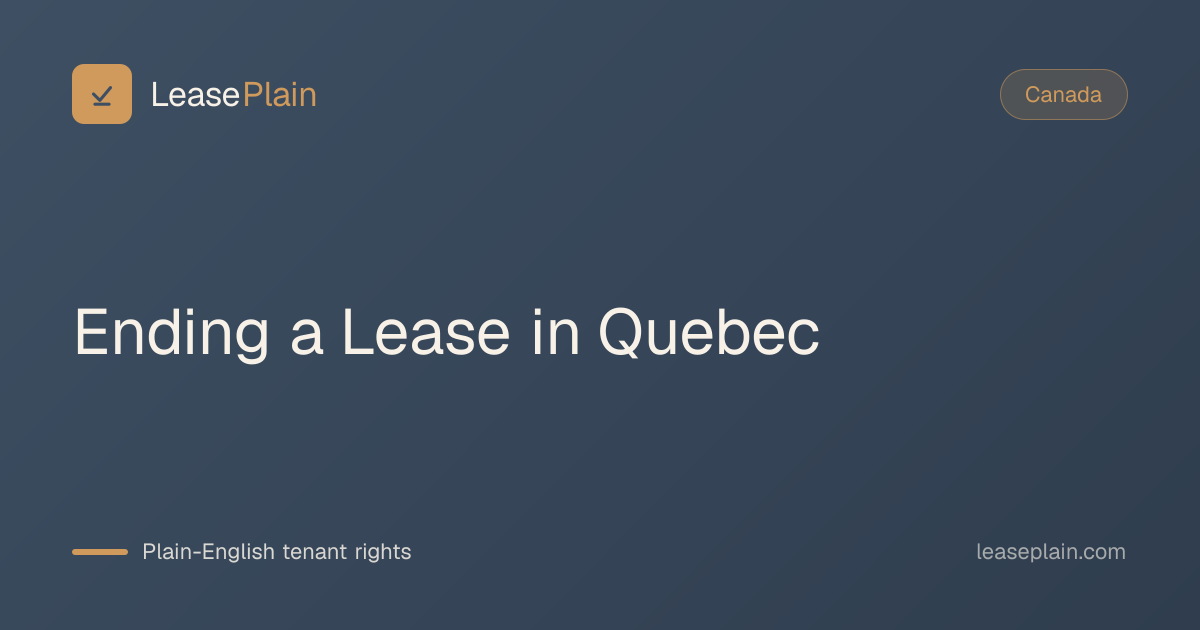 LeasePlain
Canada
Ending a Lease in Quebec
Plain-English tenant rights
leaseplain.com